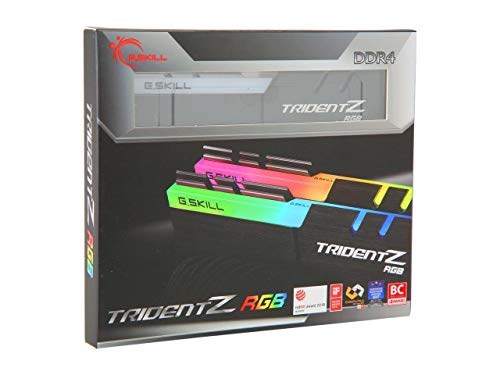 G.SKILL
DDR4
G.SKILL
TRIDENTZ
RGB
G.SKILL
TRIDENTZ
RGB
TRIDENTZ RGB
BC